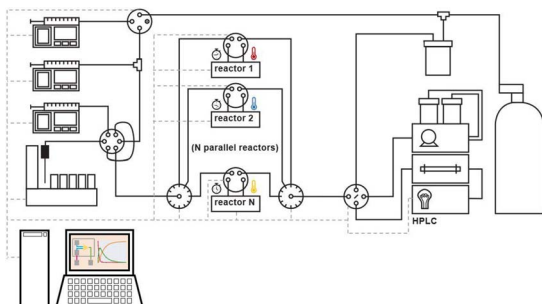 reactor 1
reactor 2
(N parallel reactors)
reactor N
HPLC